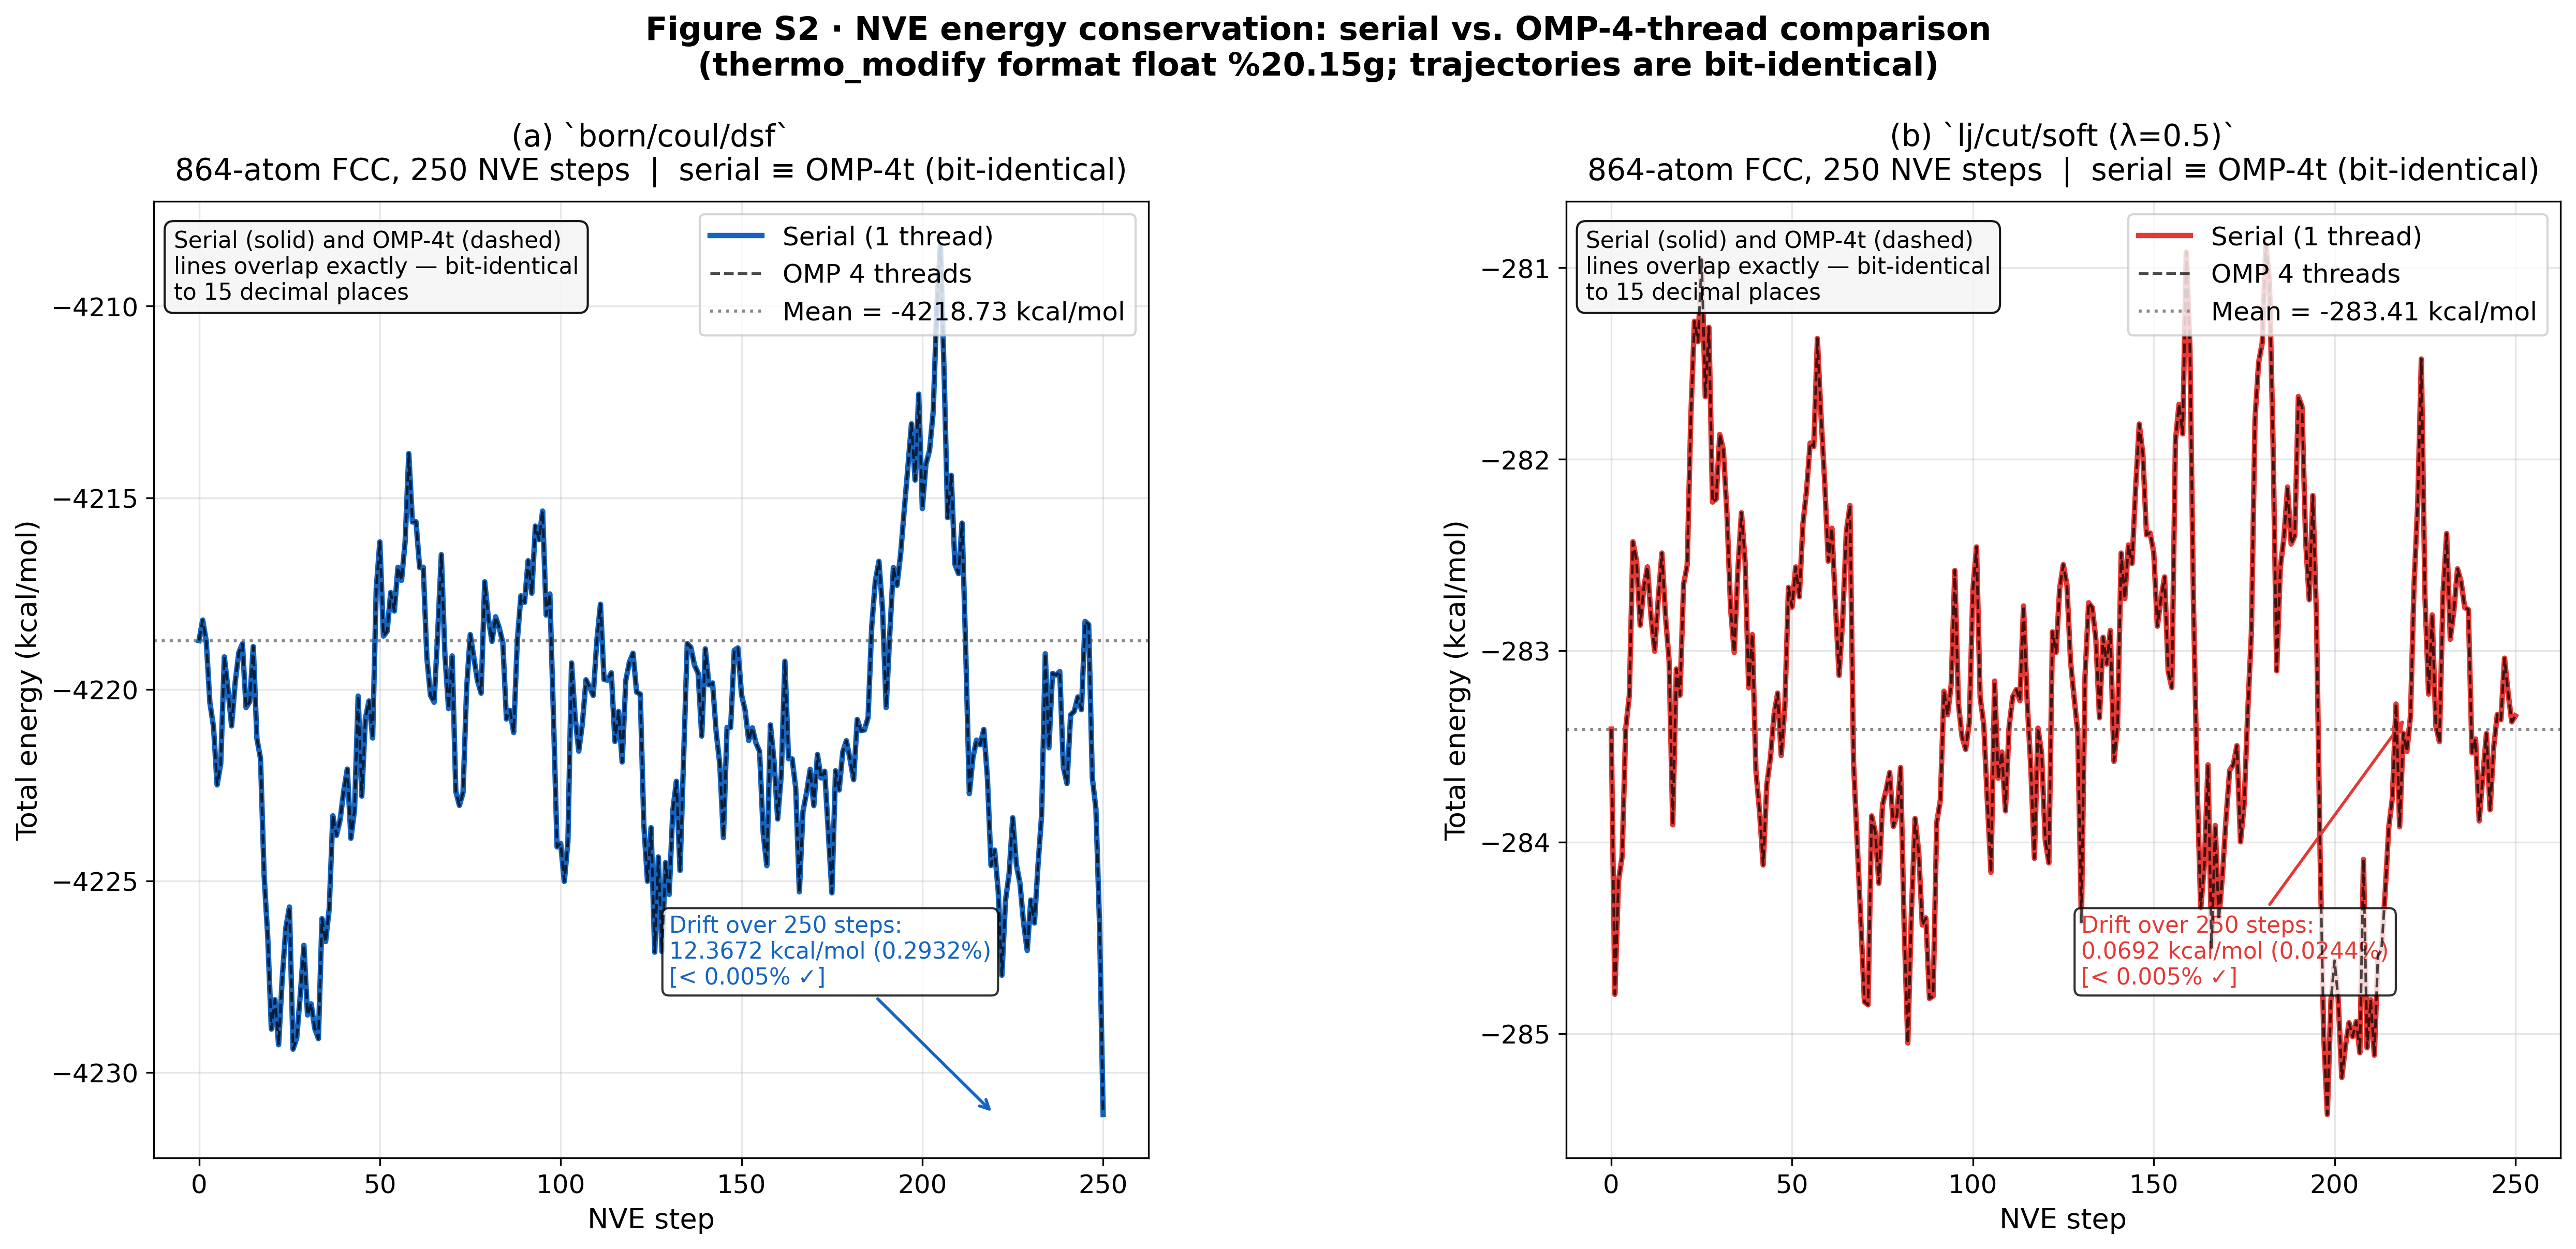 Figure S2 · NVE energy conservation: serial vs. OMP-4-thread comparison
(thermo_modify format float %20.15g; trajectories are bit-identical)
(a) `born/coul/dsf`
864-atom FCC, 250 NVE steps | serial ≡ OMP-4t (bit-identical)
Serial (solid) and OMP-4t (dashed)
lines overlap exactly — bit-identical
to 15 decimal places
Serial (1 thread)
OMP 4 threads
Mean = -4218.73 kcal/mol
Total energy (kcal/mol)
−4210
−4215
−4220
−4225
−4230
Drift over 250 steps:
12.3672 kcal/mol (0.2932%)
[< 0.005% ✓]
0
50
100
150
200
250
NVE step
(b) `lj/cut/soft (λ=0.5)`
864-atom FCC, 250 NVE steps | serial ≡ OMP-4t (bit-identical)
Serial (solid) and OMP-4t (dashed)
lines overlap exactly — bit-identical
to 15 decimal places
Serial (1 thread)
OMP 4 threads
Mean = -283.41 kcal/mol
Total energy (kcal/mol)
−281
−282
−283
−284
−285
Drift over 250 steps:
0.0692 kcal/mol (0.0244%)
[< 0.005% ✓]
0
50
100
150
200
250
NVE step